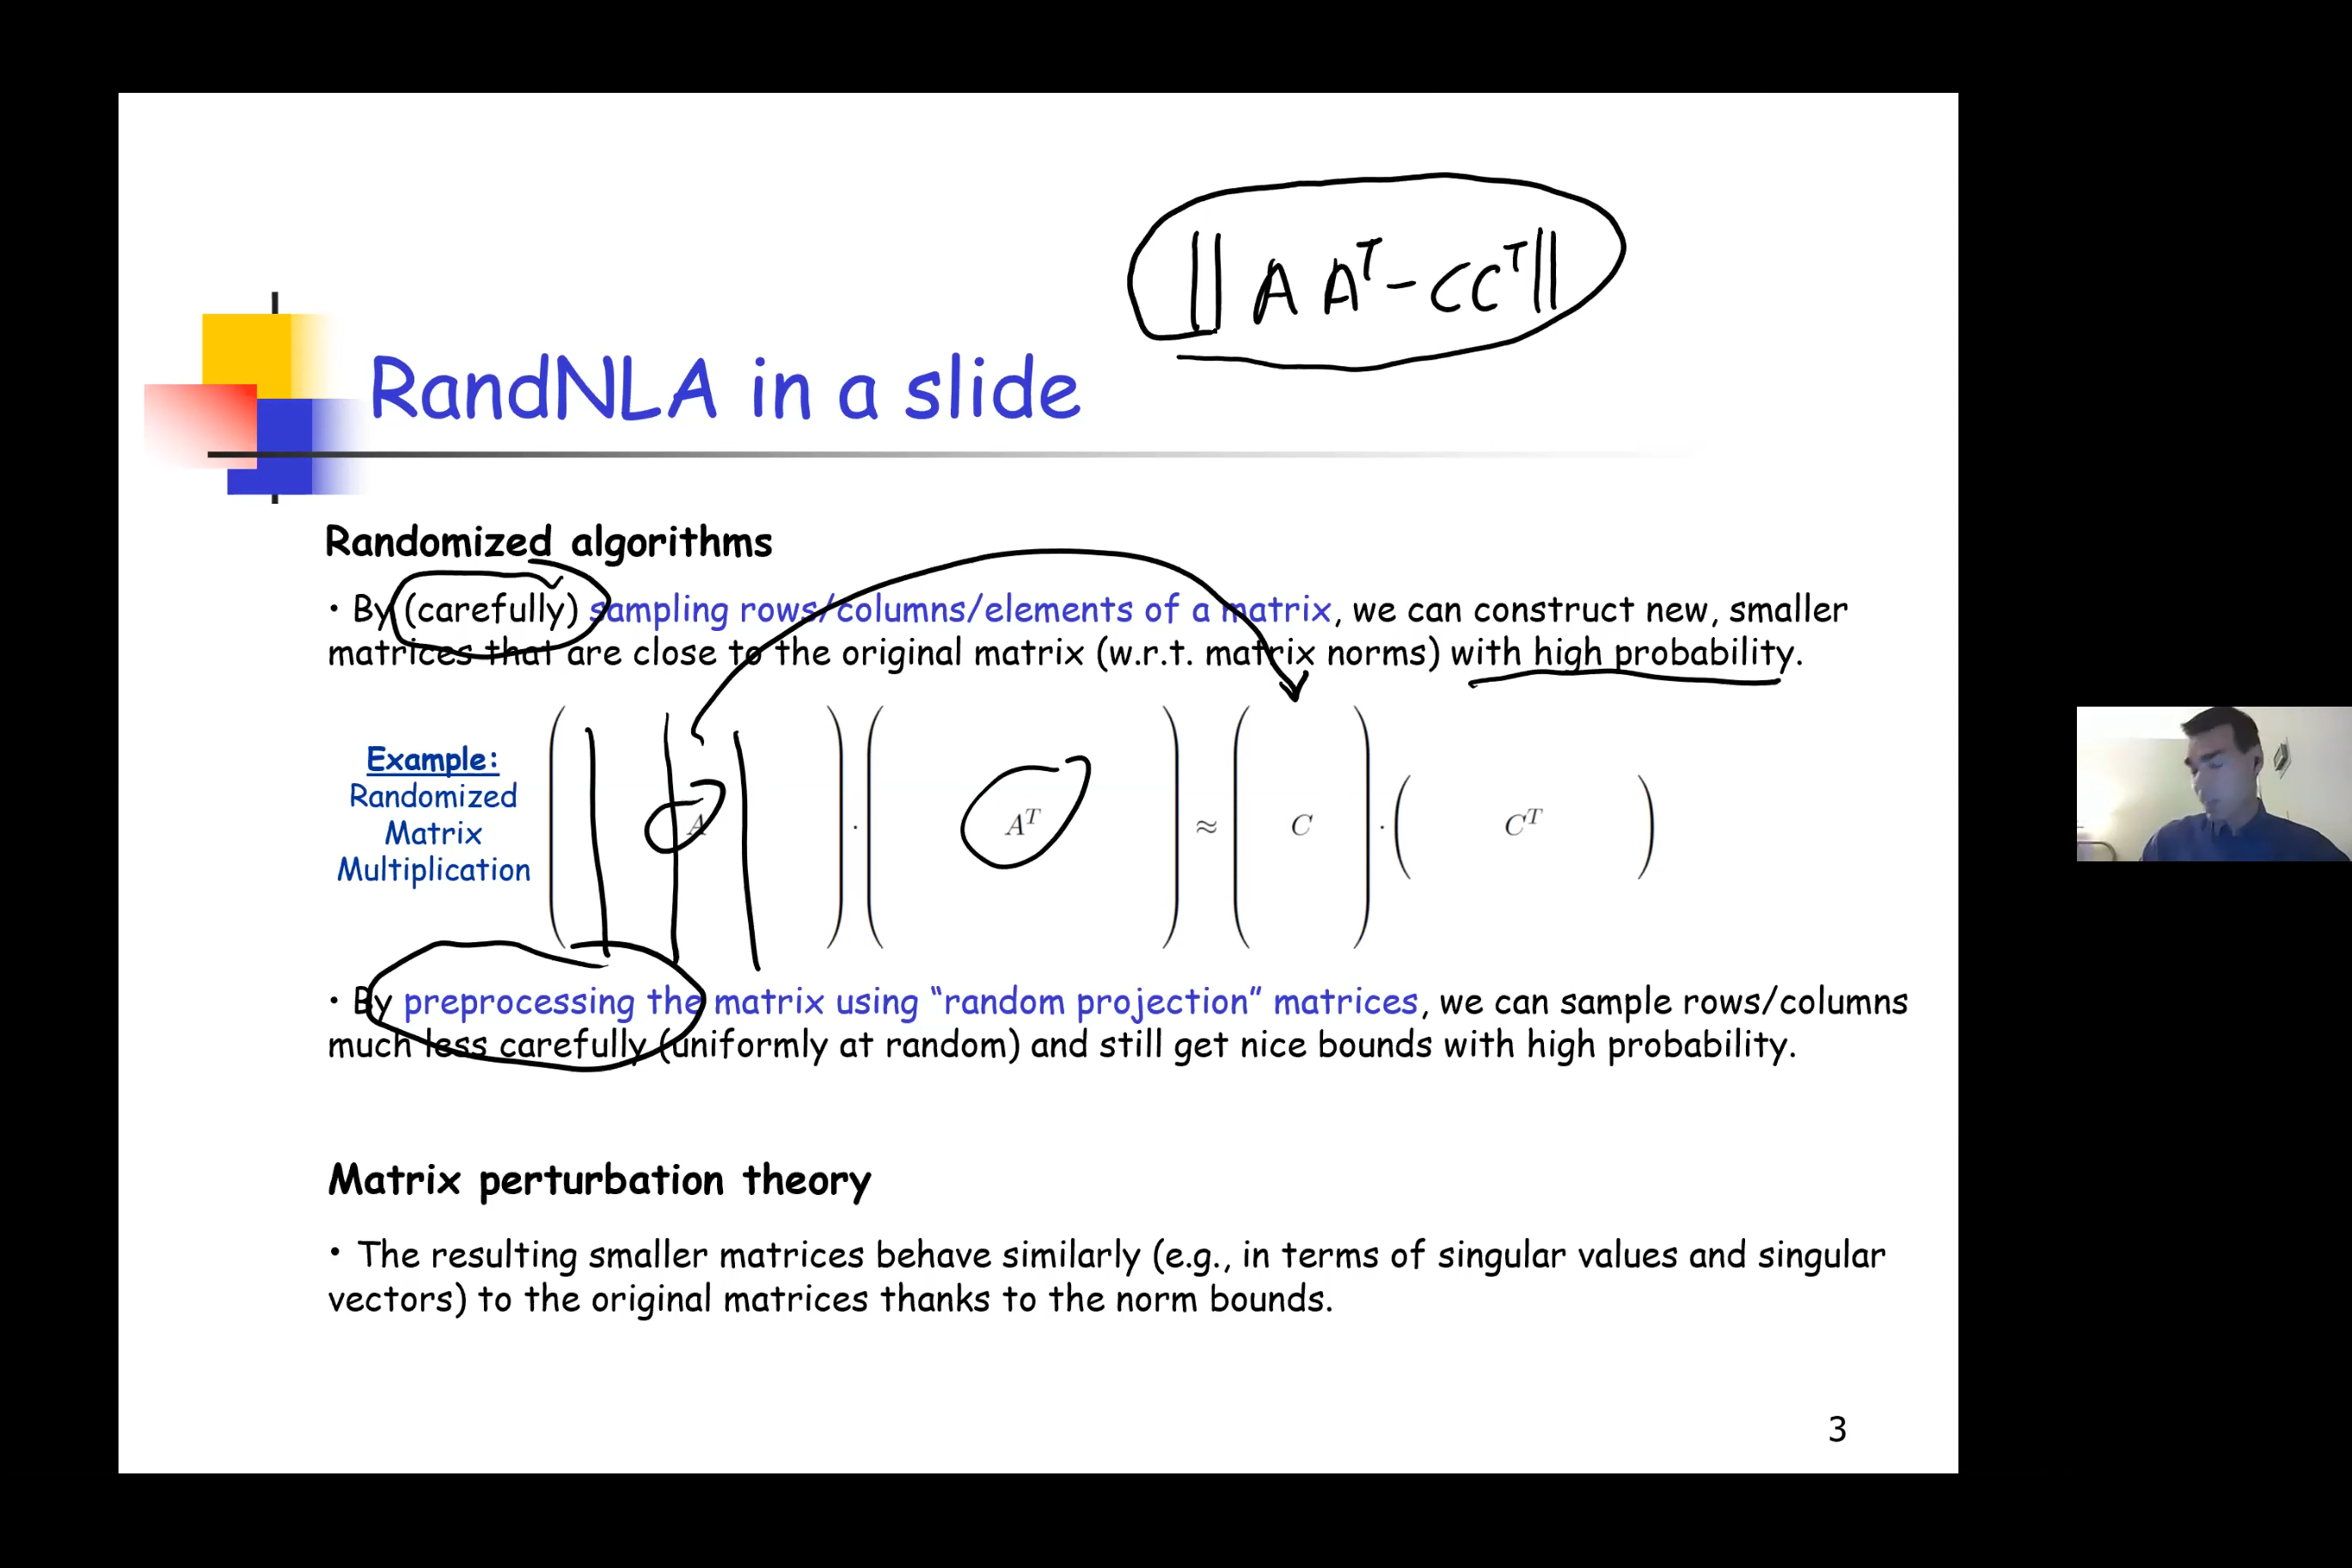 ‖ A Aᵀ - C Cᵀ ‖
RandNLA in a slide
Randomized algorithms
• By (carefully) sampling rows/columns/elements of a matrix, we can construct new, smaller
matrices that are close to the original matrix (w.r.t. matrix norms) with high probability.
Example:
Randomized
Matrix
Multiplication
( A ) · ( Aᵀ ) ≈ ( C ) · ( Cᵀ )
• By preprocessing the matrix using “random projection” matrices, we can sample rows/columns
much less carefully (uniformly at random) and still get nice bounds with high probability.
Matrix perturbation theory
• The resulting smaller matrices behave similarly (e.g., in terms of singular values and singular
vectors) to the original matrices thanks to the norm bounds.
3